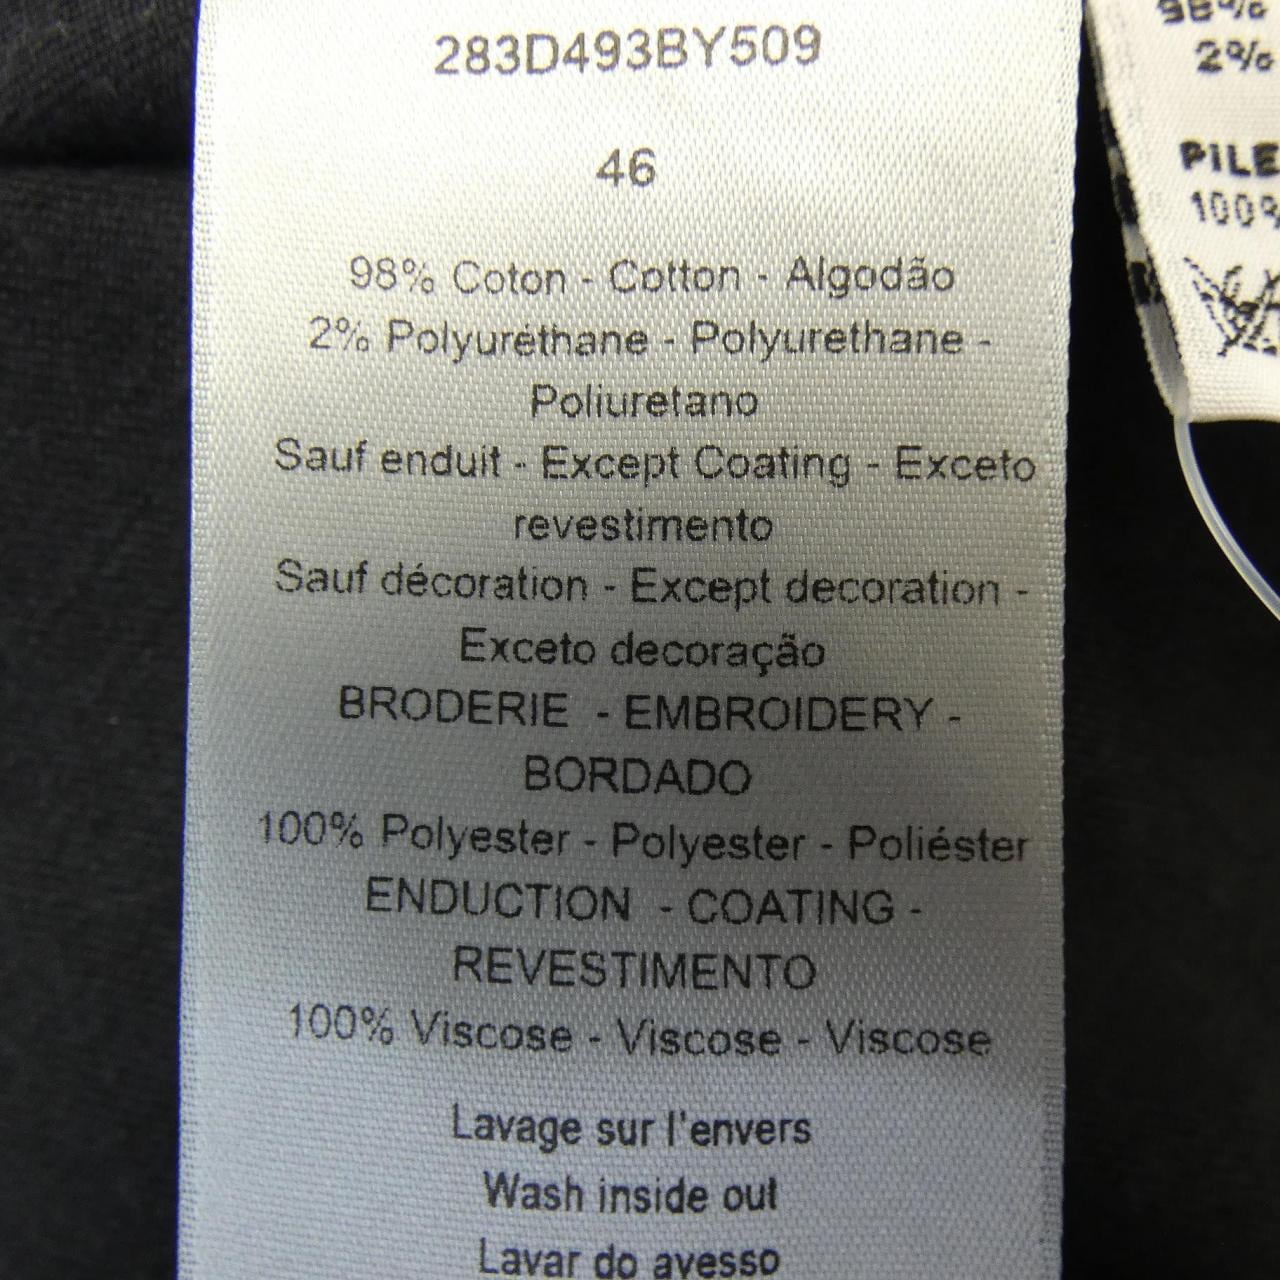 283D493BY509
46
98% Coton - Cotton - Algodão
2% Polyuréthane - Polyurethane -
Poliuretano
Sauf enduit - Except Coating - Exceto
revestimento
Sauf décoration - Except decoration -
Exceto decoração
BRODERIE - EMBROIDERY -
BORDADO
100% Polyester - Polyester - Poliéster
ENDUCTION - COATING -
REVESTIMENTO
100% Viscose - Viscose - Viscose
Lavage sur l'envers
Wash inside out
Lavar do avesso
98%
2%
PILE
100%